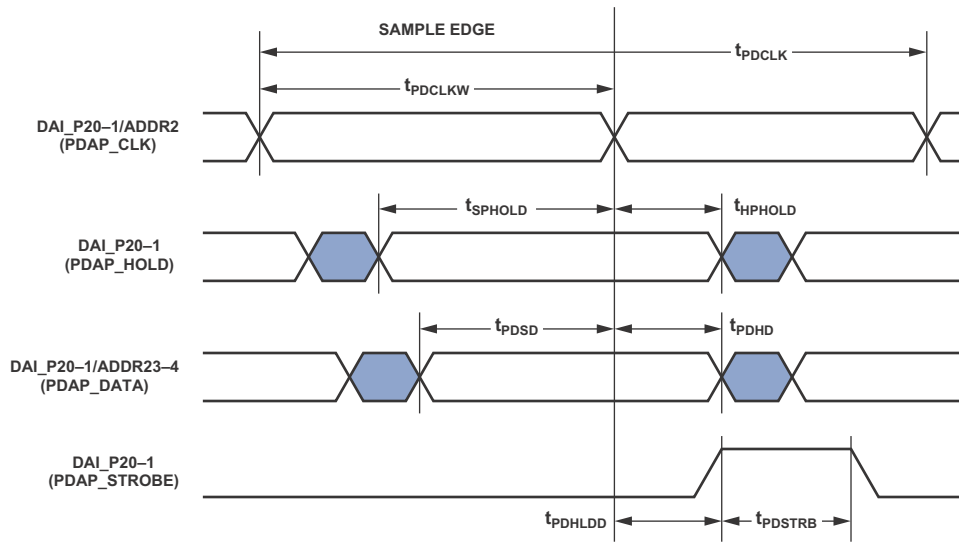 SAMPLE EDGE
tPDCLK
tPDCLKW
DAI_P20–1/ADDR2
(PDAP_CLK)
tSPHOLD
tHPHOLD
DAI_P20–1
(PDAP_HOLD)
tPDSD
tPDHD
DAI_P20–1/ADDR23–4
(PDAP_DATA)
DAI_P20–1
(PDAP_STROBE)
tPDHLDD
tPDSTRB